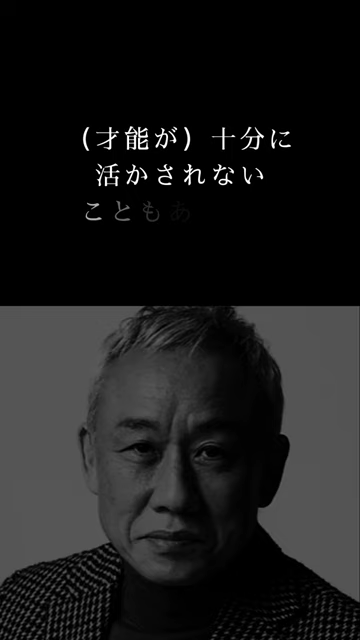 （才能が）十分に
活かされない
こともあ